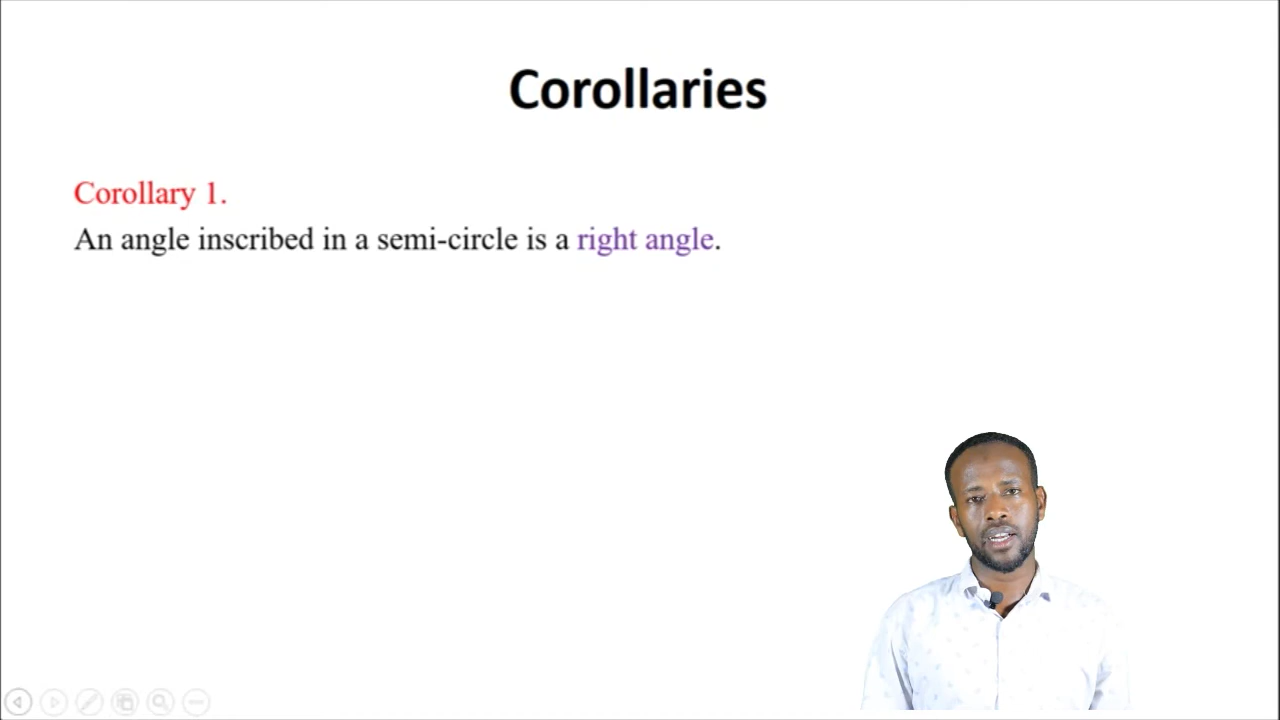 Corollaries
Corollary 1.
An angle inscribed in a semi-circle is a right angle.